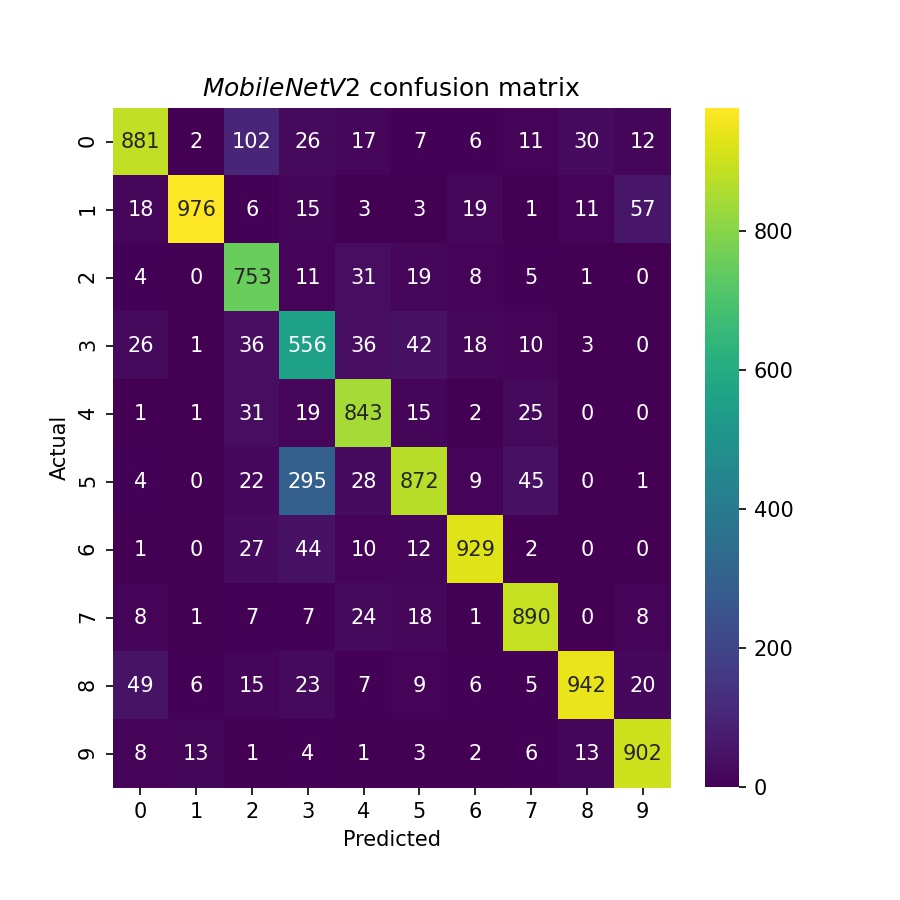 MobileNetV2 confusion matrix
0 881 2 102 26 17 7 6 11 30 12
1 18 976 6 15 3 3 19 1 11 57
2 4 0 753 11 31 19 8 5 1 0
3 26 1 36 556 36 42 18 10 3 0
4 1 1 31 19 843 15 2 25 0 0
5 4 0 22 295 28 872 9 45 0 1
6 1 0 27 44 10 12 929 2 0 0
7 8 1 7 7 24 18 1 890 0 8
8 49 6 15 23 7 9 6 5 942 20
9 8 13 1 4 1 3 2 6 13 902
0 1 2 3 4 5 6 7 8 9
Predicted
Actual
800
600
400
200
0